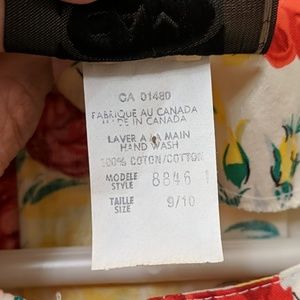 CA 01480
FABRIQUE AU CANADA
MADE IN CANADA
LAVER A LA MAIN
HAND WASH
100% COTON/COTTON
MODELE
STYLE 8846
TAILLE
SIZE 9/10